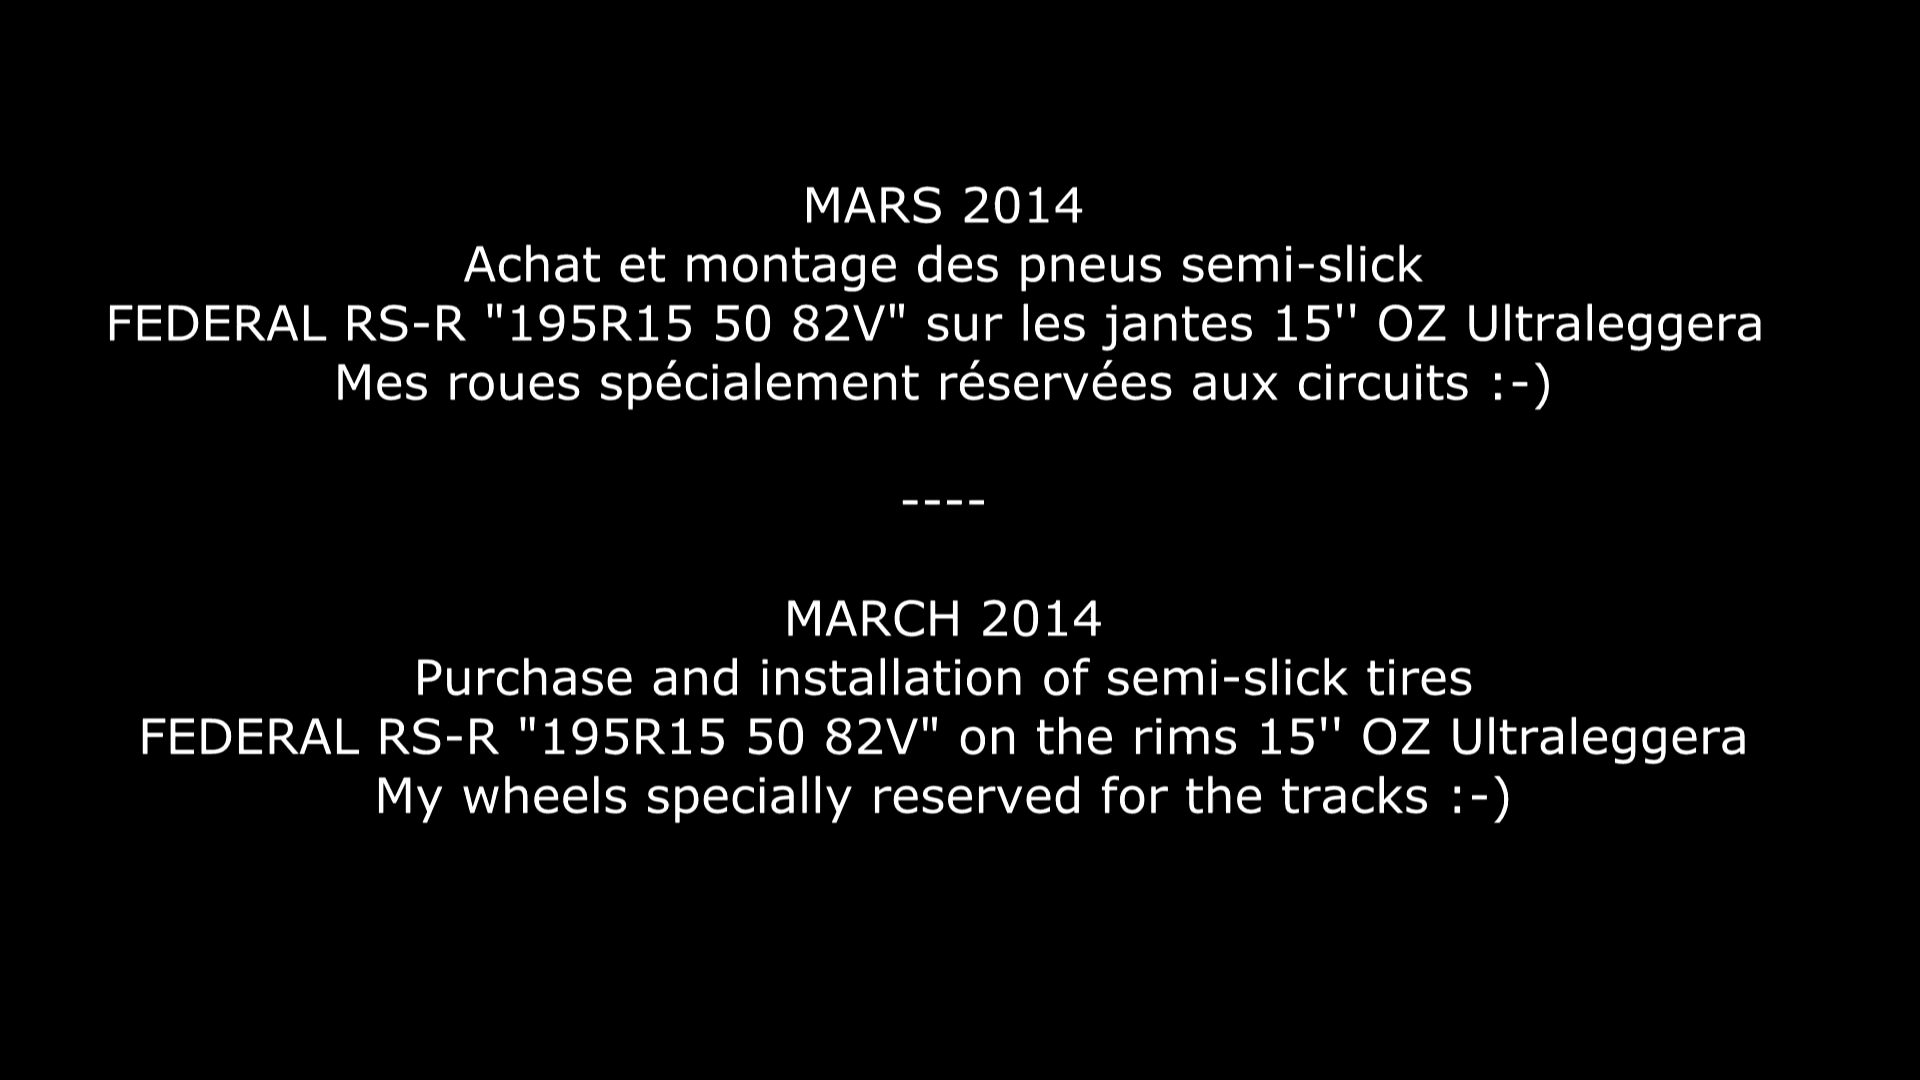 MARS 2014
Achat et montage des pneus semi-slick
FEDERAL RS-R "195R15 50 82V" sur les jantes 15'' OZ Ultraleggera
Mes roues spécialement réservées aux circuits :-)
----
MARCH 2014
Purchase and installation of semi-slick tires
FEDERAL RS-R "195R15 50 82V" on the rims 15'' OZ Ultraleggera
My wheels specially reserved for the tracks :-)